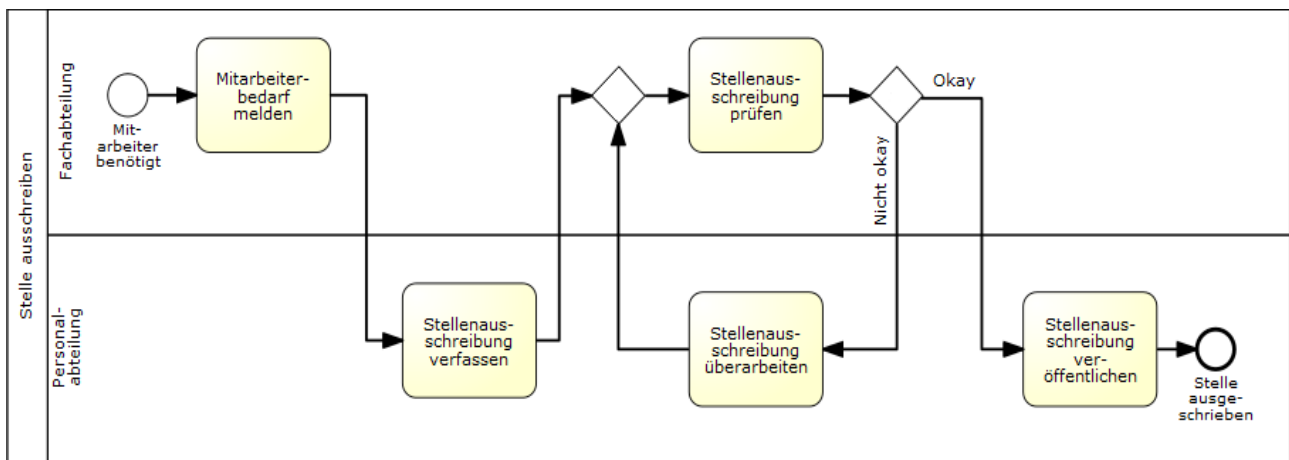 Stelle ausschreiben
Fachabteilung
Mit-
arbeiter
benötigt
Mitarbeiter-
bedarf
melden
Stellenaus-
schreibung
prüfen
Okay
Nicht okay
Personal-
abteilung
Stellenaus-
schreibung
verfassen
Stellenaus-
schreibung
überarbeiten
Stellenaus-
schreibung
ver-
öffentlichen
Stelle
ausge-
schrieben